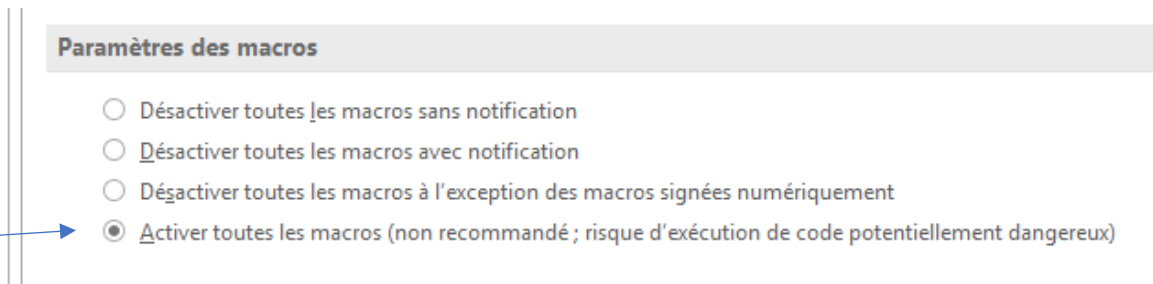 Paramètres des macros
Désactiver toutes les macros sans notification
Désactiver toutes les macros avec notification
Désactiver toutes les macros à l'exception des macros signées numériquement
Activer toutes les macros (non recommandé ; risque d'exécution de code potentiellement dangereux)